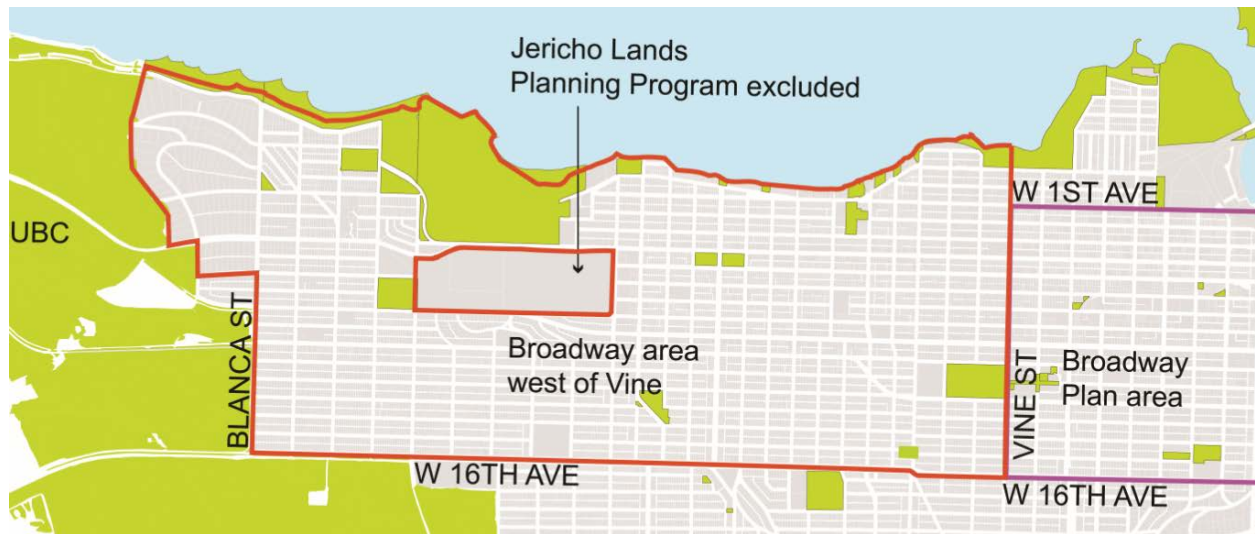 Jericho Lands
Planning Program excluded
W 1ST AVE
UBC
BLANCA ST
Broadway area
west of Vine
VINE ST
Broadway
Plan area
W 16TH AVE
W 16TH AVE